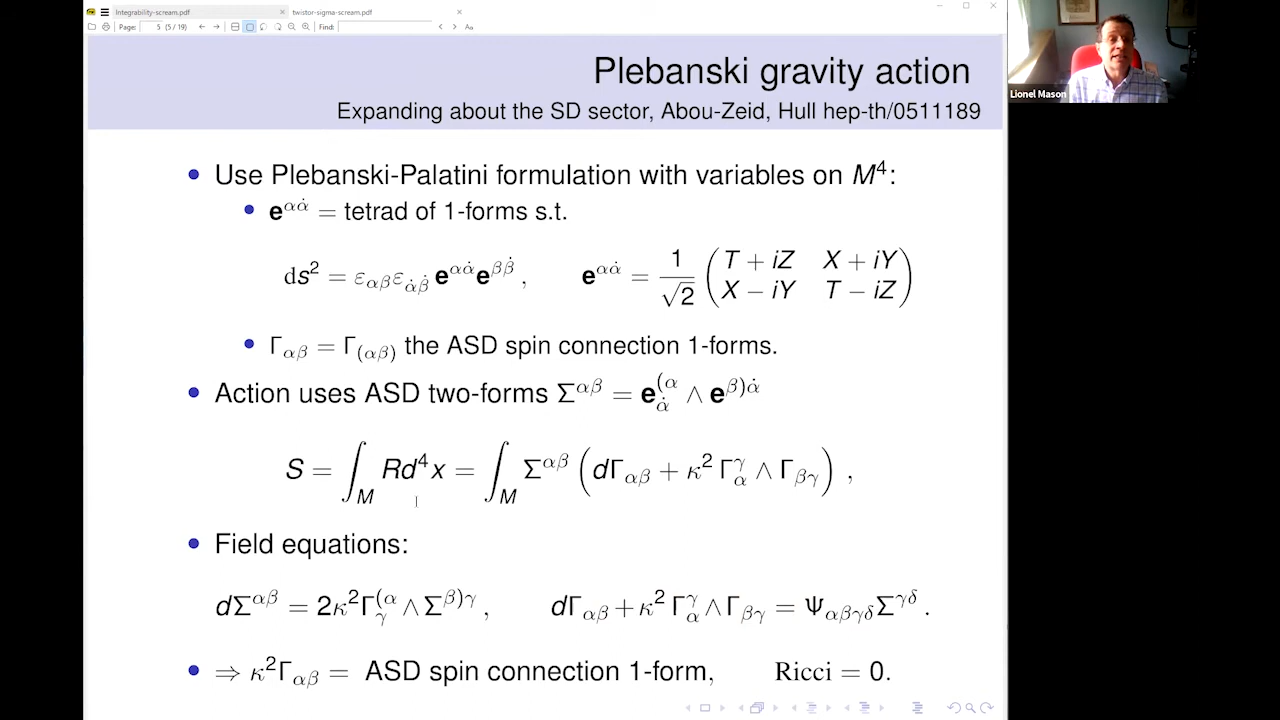 Integrability-scream.pdf × twistor-sigma-scream.pdf ×
Page: 5 (5/19) Find: Aa
Plebanski gravity action
Expanding about the SD sector, Abou-Zeid, Hull hep-th/0511189
Lionel Mason
• Use Plebanski-Palatini formulation with variables on M⁴:
• e^{αα̇} = tetrad of 1-forms s.t.
ds² = ε_{αβ}ε_{α̇β̇} e^{αα̇}e^{ββ̇} , e^{αα̇} = 1/√2 (T + iZ X + iY
X − iY T − iZ)
• Γ_{αβ} = Γ_{(αβ)} the ASD spin connection 1-forms.
• Action uses ASD two-forms Σ^{αβ} = e^{(α}_{α̇} ∧ e^{β)α̇}
S = ∫_M Rd⁴x = ∫_M Σ^{αβ} (dΓ_{αβ} + κ² Γ_α^γ ∧ Γ_{βγ}) ,
• Field equations:
dΣ^{αβ} = 2κ²Γ_γ^{(α} ∧ Σ^{β)γ} , dΓ_{αβ} + κ² Γ_α^γ ∧ Γ_{βγ} = Ψ_{αβγδ}Σ^{γδ} .
• ⇒ κ²Γ_{αβ} = ASD spin connection 1-form, Ricci = 0.